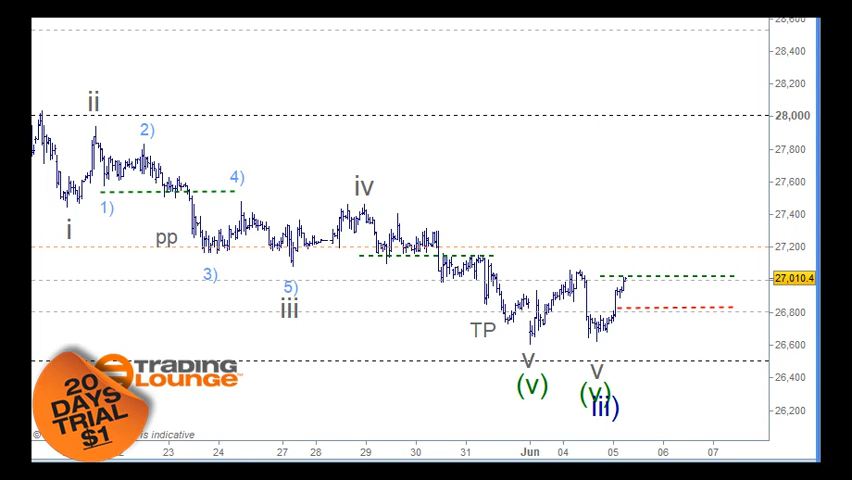 28,600
28,400
28,200
28,000
27,800
27,600
27,400
27,200
27,010.4
26,800
26,600
26,400
26,200
ii
2)
i
1)
pp
4)
3)
5)
iii
iv
TP
v
(v)
v
(v)
iii)
TRADING
LOUNGE
20
DAYS
TRIAL
$1
©
is indicative
23
24
27
28
29
30
31
Jun
04
05
06
07